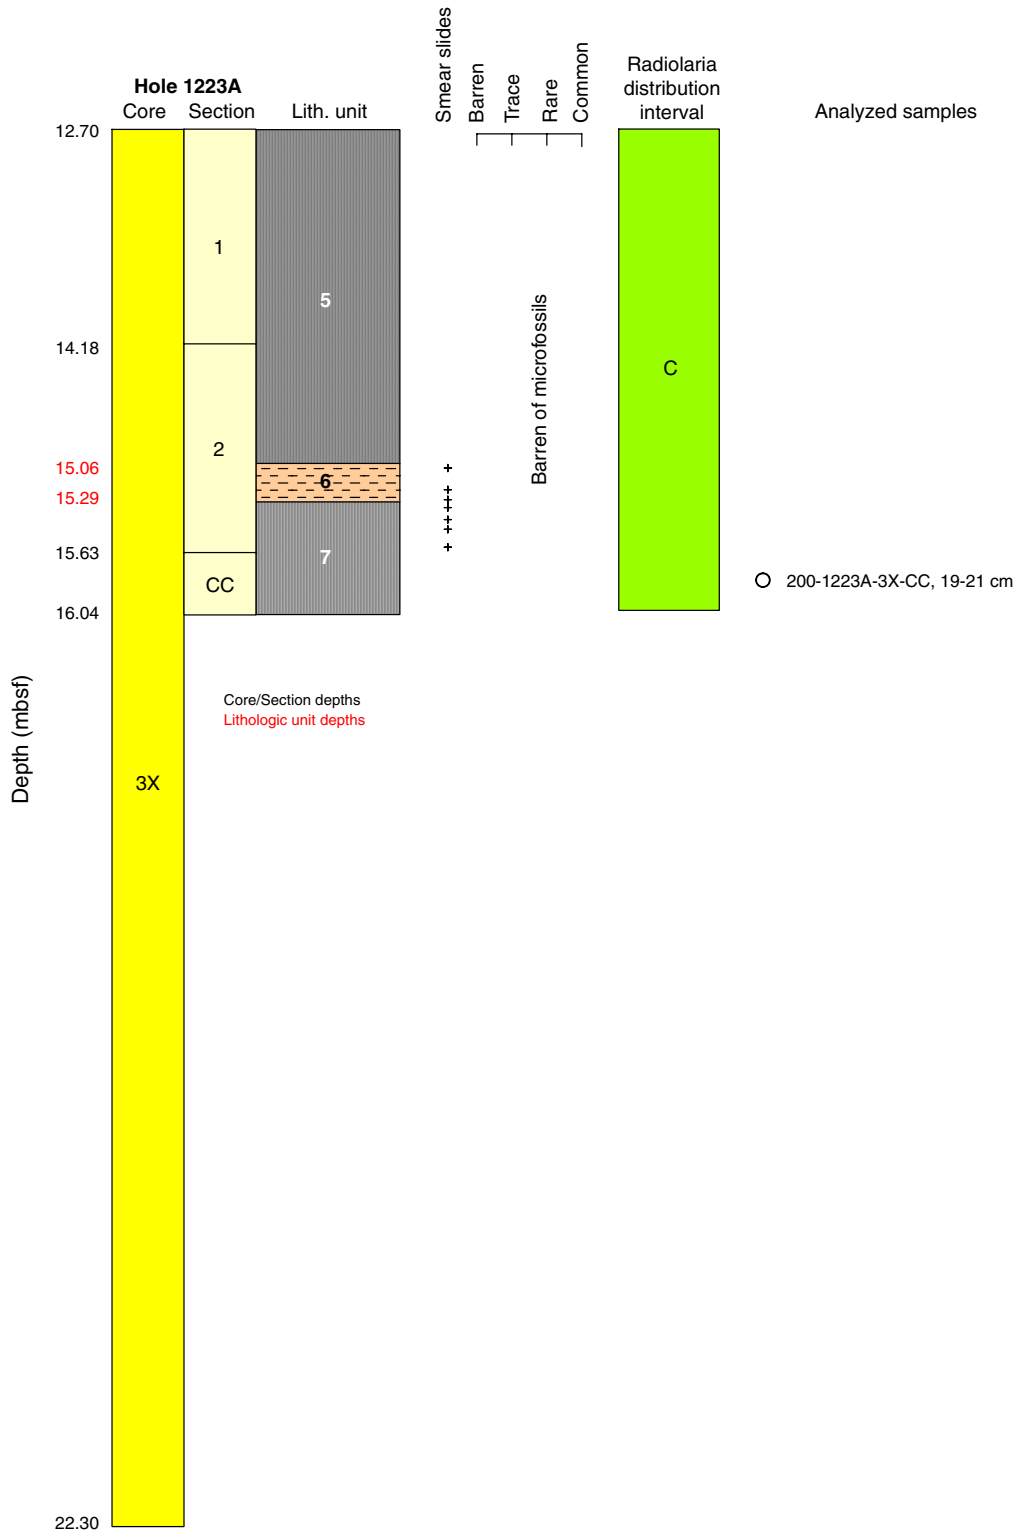 Hole 1223A
Core
Section
Lith. unit
Smear slides
Barren
Trace
Rare
Common
Radiolaria
distribution
interval
Analyzed samples
12.70
1
5
14.18
Barren of microfossils
C
2
15.06
6
15.29
15.63
7
CC
200-1223A-3X-CC, 19-21 cm
16.04
Core/Section depths
Lithologic unit depths
Depth (mbsf)
3X
22.30